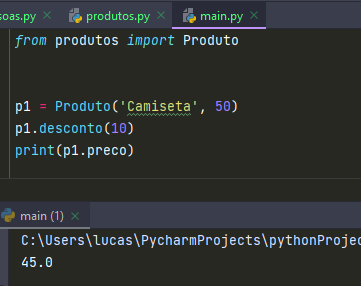 soas.py produtos.py main.py
from produtos import Produto
p1 = Produto('Camiseta', 50)
p1.desconto(10)
print(p1.preco)
main (1)
C:\Users\lucas\PycharmProjects\pythonProjec
45.0